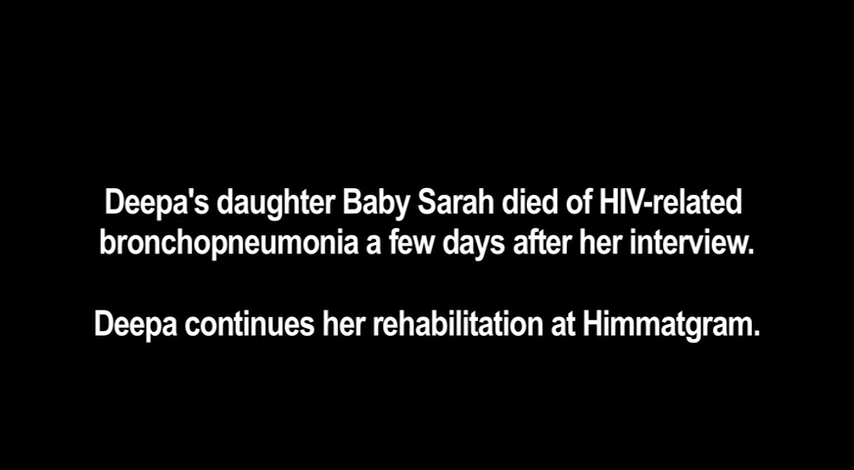 Deepa's daughter Baby Sarah died of HIV-related
bronchopneumonia a few days after her interview.
Deepa continues her rehabilitation at Himmatgram.